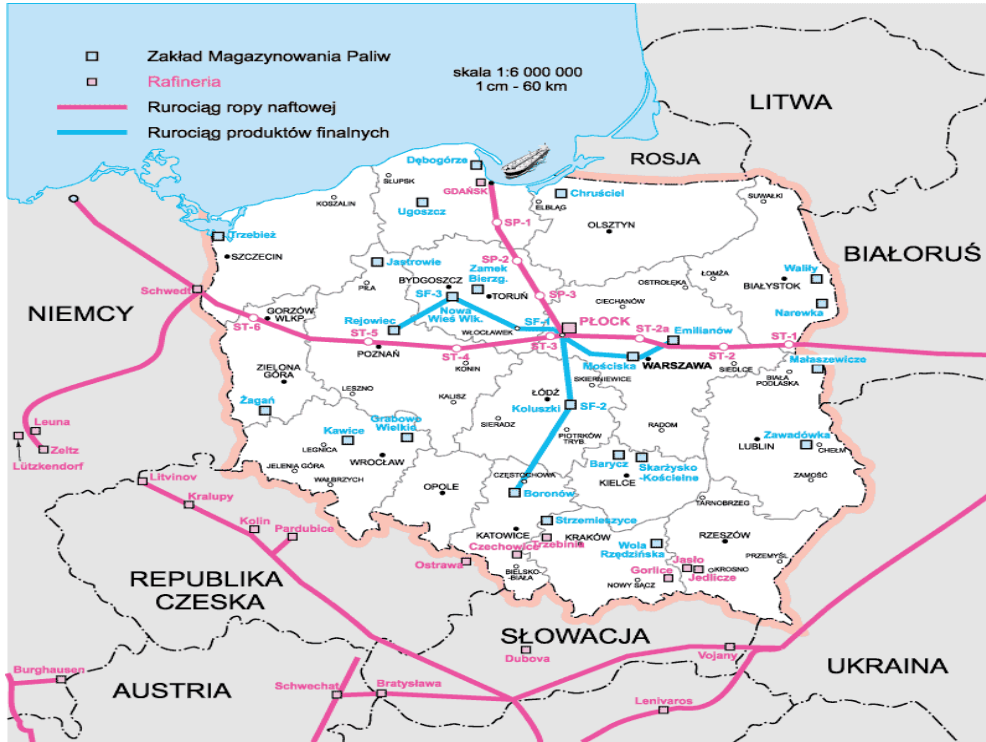 Zakład Magazynowania Paliw
Rafineria
Rurociąg ropy naftowej
Rurociąg produktów finalnych
skala 1:6 000 000
1 cm - 60 km
LITWA
ROSJA
BIAŁORUŚ
NIEMCY
REPUBLIKA
CZESKA
AUSTRIA
SŁOWACJA
UKRAINA
Dębogórze
GDAŃSK
SŁUPSK
KOSZALIN
Ugoszcz
ELBLĄG
Chruściel
OLSZTYN
SUWAŁKI
SP-1
Trzebież
SZCZECIN
Jastrowie
PIŁA
SP-2
BYDGOSZCZ
Zamek
Bierzg.
SF-3
TORUŃ
Nowa
Wieś Wlk.
SP-3
ŁOMŻA
OSTROŁĘKA
CIECHANÓW
BIAŁYSTOK
Waliły
Narewka
Schwedt
GORZÓW
WLKP
ST-6
Rejowiec
ST-5
POZNAŃ
WŁOCŁAWEK
SF-1
PŁOCK
ST-3
ST-4
KONIN
ST-2a
Emilianów
ST-2
ST-1
Mościska
WARSZAWA
SIEDLCE
Małaszewicze
BIAŁA
PODLASKA
SKIERNIEWICE
ZIELONA
GÓRA
LESZNO
KALISZ
ŁÓDŹ
Koluszki
SF-2
SIERADZ
PIOTRKÓW
TRYB.
RADOM
Żagań
Kawice
Grabowo
Wielkie
LEGNICA
WROCŁAW
JELENIA GÓRA
WAŁBRZYCH
LUBLIN
Zawadówka
CHEŁM
ZAMOŚĆ
Barycz
Skarżysko
-Kościelne
KIELCE
Leuna
Zeltz
Lützkendorf
OPOLE
CZĘSTOCHOWA
Boronów
TARNOBRZEG
Litvinov
Kralupy
Kolin
Pardubice
Strzemieszyce
KATOWICE
Trzebinia
KRAKÓW
Czechowice
BIELSKO-
-BIAŁA
Ostrawa
Wola
Rzędzińska
RZESZÓW
PRZEMYŚL
Jasło
KROSNO
Jedlicze
Gorlice
NOWY SĄCZ
Dubova
Vojany
Burghausen
Schwechat
Bratysława
Lenivaros